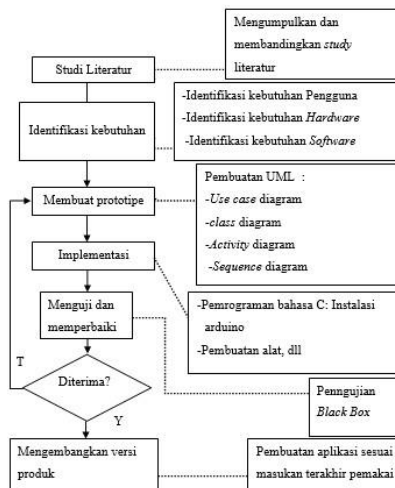 Mengumpulkan dan
membandingkan study
literatur
Studi Literatur
-Identifikasi kebutuhan Pengguna
-Identifikasi kebutuhan Hardware
-Identifikasi kebutuhan Software
Identifikasi kebutuhan
Pembuatan UML :
-Use case diagram
-class diagram
-Activity diagram
-Sequence diagram
Membuat prototipe
Implementasi
-Pemrograman bahasa C: Instalasi
arduino
-Pembuatan alat, dll
Menguji dan
memperbaiki
T
Diterima?
Y
Penngujian
Black Box
Mengembangkan versi
produk
Pembuatan aplikasi sesuai
masukan terakhir pemakai